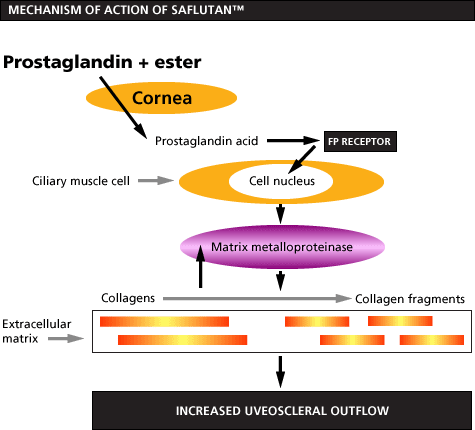 MECHANISM OF ACTION OF SAFLUTAN™
Prostaglandin + ester
Cornea
Prostaglandin acid
FP RECEPTOR
Ciliary muscle cell
Cell nucleus
Matrix metalloproteinase
Collagens
Collagen fragments
Extracellular
matrix
INCREASED UVEOSCLERAL OUTFLOW